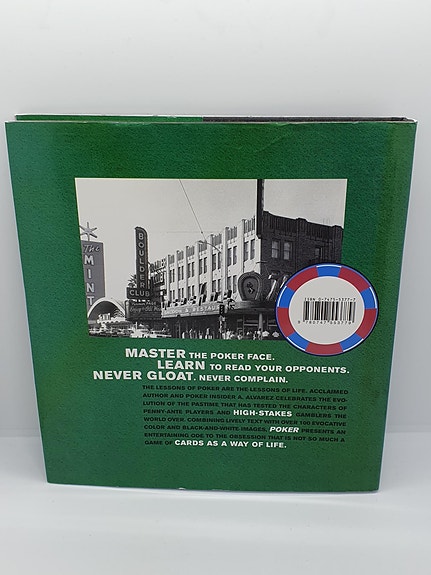 The
MINT
BOULDER
CLUB
RESTAUR
ISBN 0-7475-5377-7
9 780747 553779
MASTER THE POKER FACE.
LEARN TO READ YOUR OPPONENTS.
NEVER GLOAT. NEVER COMPLAIN.
THE LESSONS OF POKER ARE THE LESSONS OF LIFE. ACCLAIMED
AUTHOR AND POKER INSIDER A. ALVAREZ CELEBRATES THE EVO-
LUTION OF THE PASTIME THAT HAS TESTED THE CHARACTERS OF
PENNY-ANTE PLAYERS AND HIGH-STAKES GAMBLERS THE
WORLD OVER. COMBINING LIVELY TEXT WITH OVER 100 EVOCATIVE
COLOR AND BLACK-AND-WHITE IMAGES, POKER PRESENTS AN
ENTERTAINING ODE TO THE OBSESSION THAT IS NOT SO MUCH A
GAME OF CARDS AS A WAY OF LIFE.